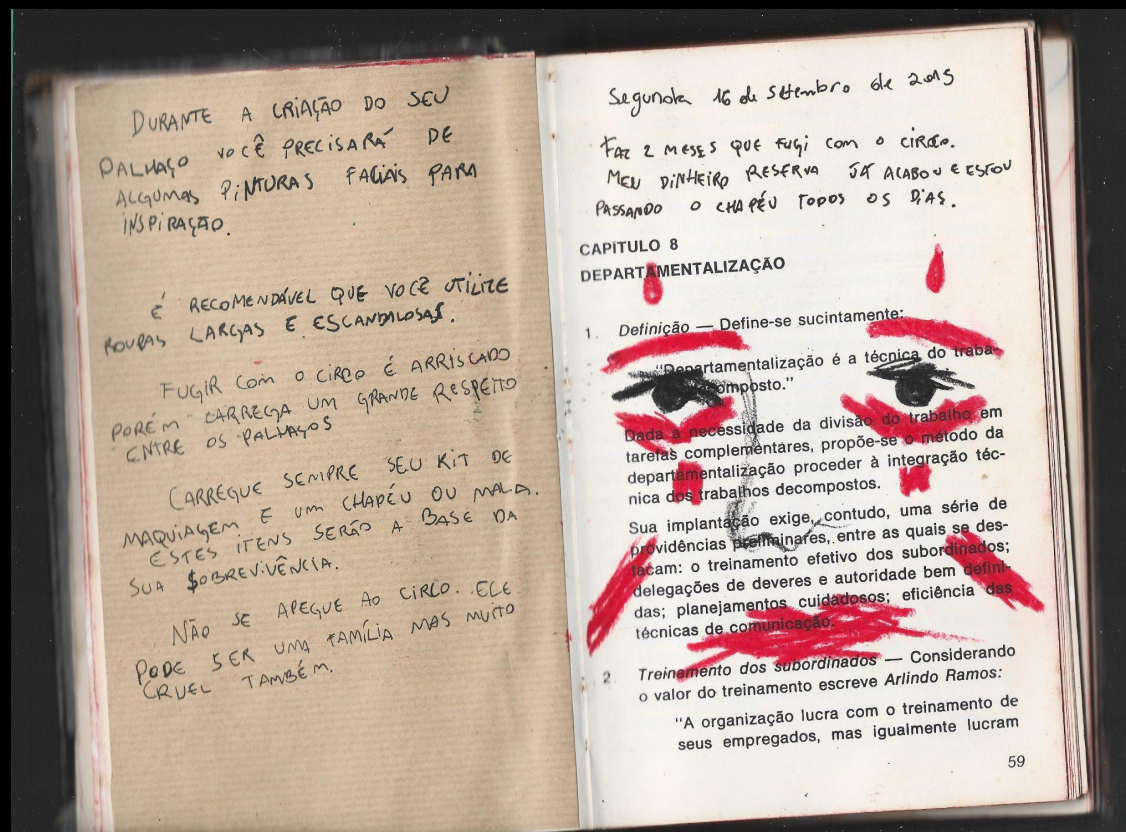 DURANTE A CRIAÇÃO DO SEU
PALHAÇO VOCÊ PRECISARÁ DE
ALGUMAS PINTURAS FACIAIS PARA
INSPIRAÇÃO.
É RECOMENDÁVEL QUE VOCÊ UTILIZE
ROUPAS LARGAS E ESCANDALOSAS.
FUGIR COM O CIRCO É ARRISCADO
PORÉM CARREGA UM GRANDE RESPEITO
ENTRE OS PALHAÇOS
CARREGUE SEMPRE SEU KIT DE
MAQUIAGEM E UM CHAPÉU OU MALA.
ESTES ITENS SERÃO A BASE DA
SUA $OBREVIVÊNCIA.
NÃO SE APEGUE AO CIRCO. ELE
PODE SER UMA FAMÍLIA MAS MUITO
CRUEL TAMBÉM.
Segunda 16 de Setembro de 2015
FAZ 2 MESES QUE FUGI COM O CIRCO.
MEU DINHEIRO RESERVA JÁ ACABOU E ESTOU
PASSANDO O CHAPÉU TODOS OS DIAS.
CAPITULO 8
DEPARTAMENTALIZAÇÃO
1. Definição — Define-se sucintamente:
"Departamentalização é a técnica do traba-
composto."
Dada a necessidade da divisão do trabalho em
tarefas complementares, propõe-se o método da
departamentalização proceder à integração téc-
nica dos trabalhos decompostos.
Sua implantação exige, contudo, uma série de
providências preliminares, entre as quais se des-
tacam: o treinamento efetivo dos subordinados;
delegações de deveres e autoridade bem defini-
das; planejamentos cuidadosos; eficiência das
técnicas de comunicação.
2 Treinamento dos subordinados — Considerando
o valor do treinamento escreve Arlindo Ramos:
"A organização lucra com o treinamento de
seus empregados, mas igualmente lucram
59